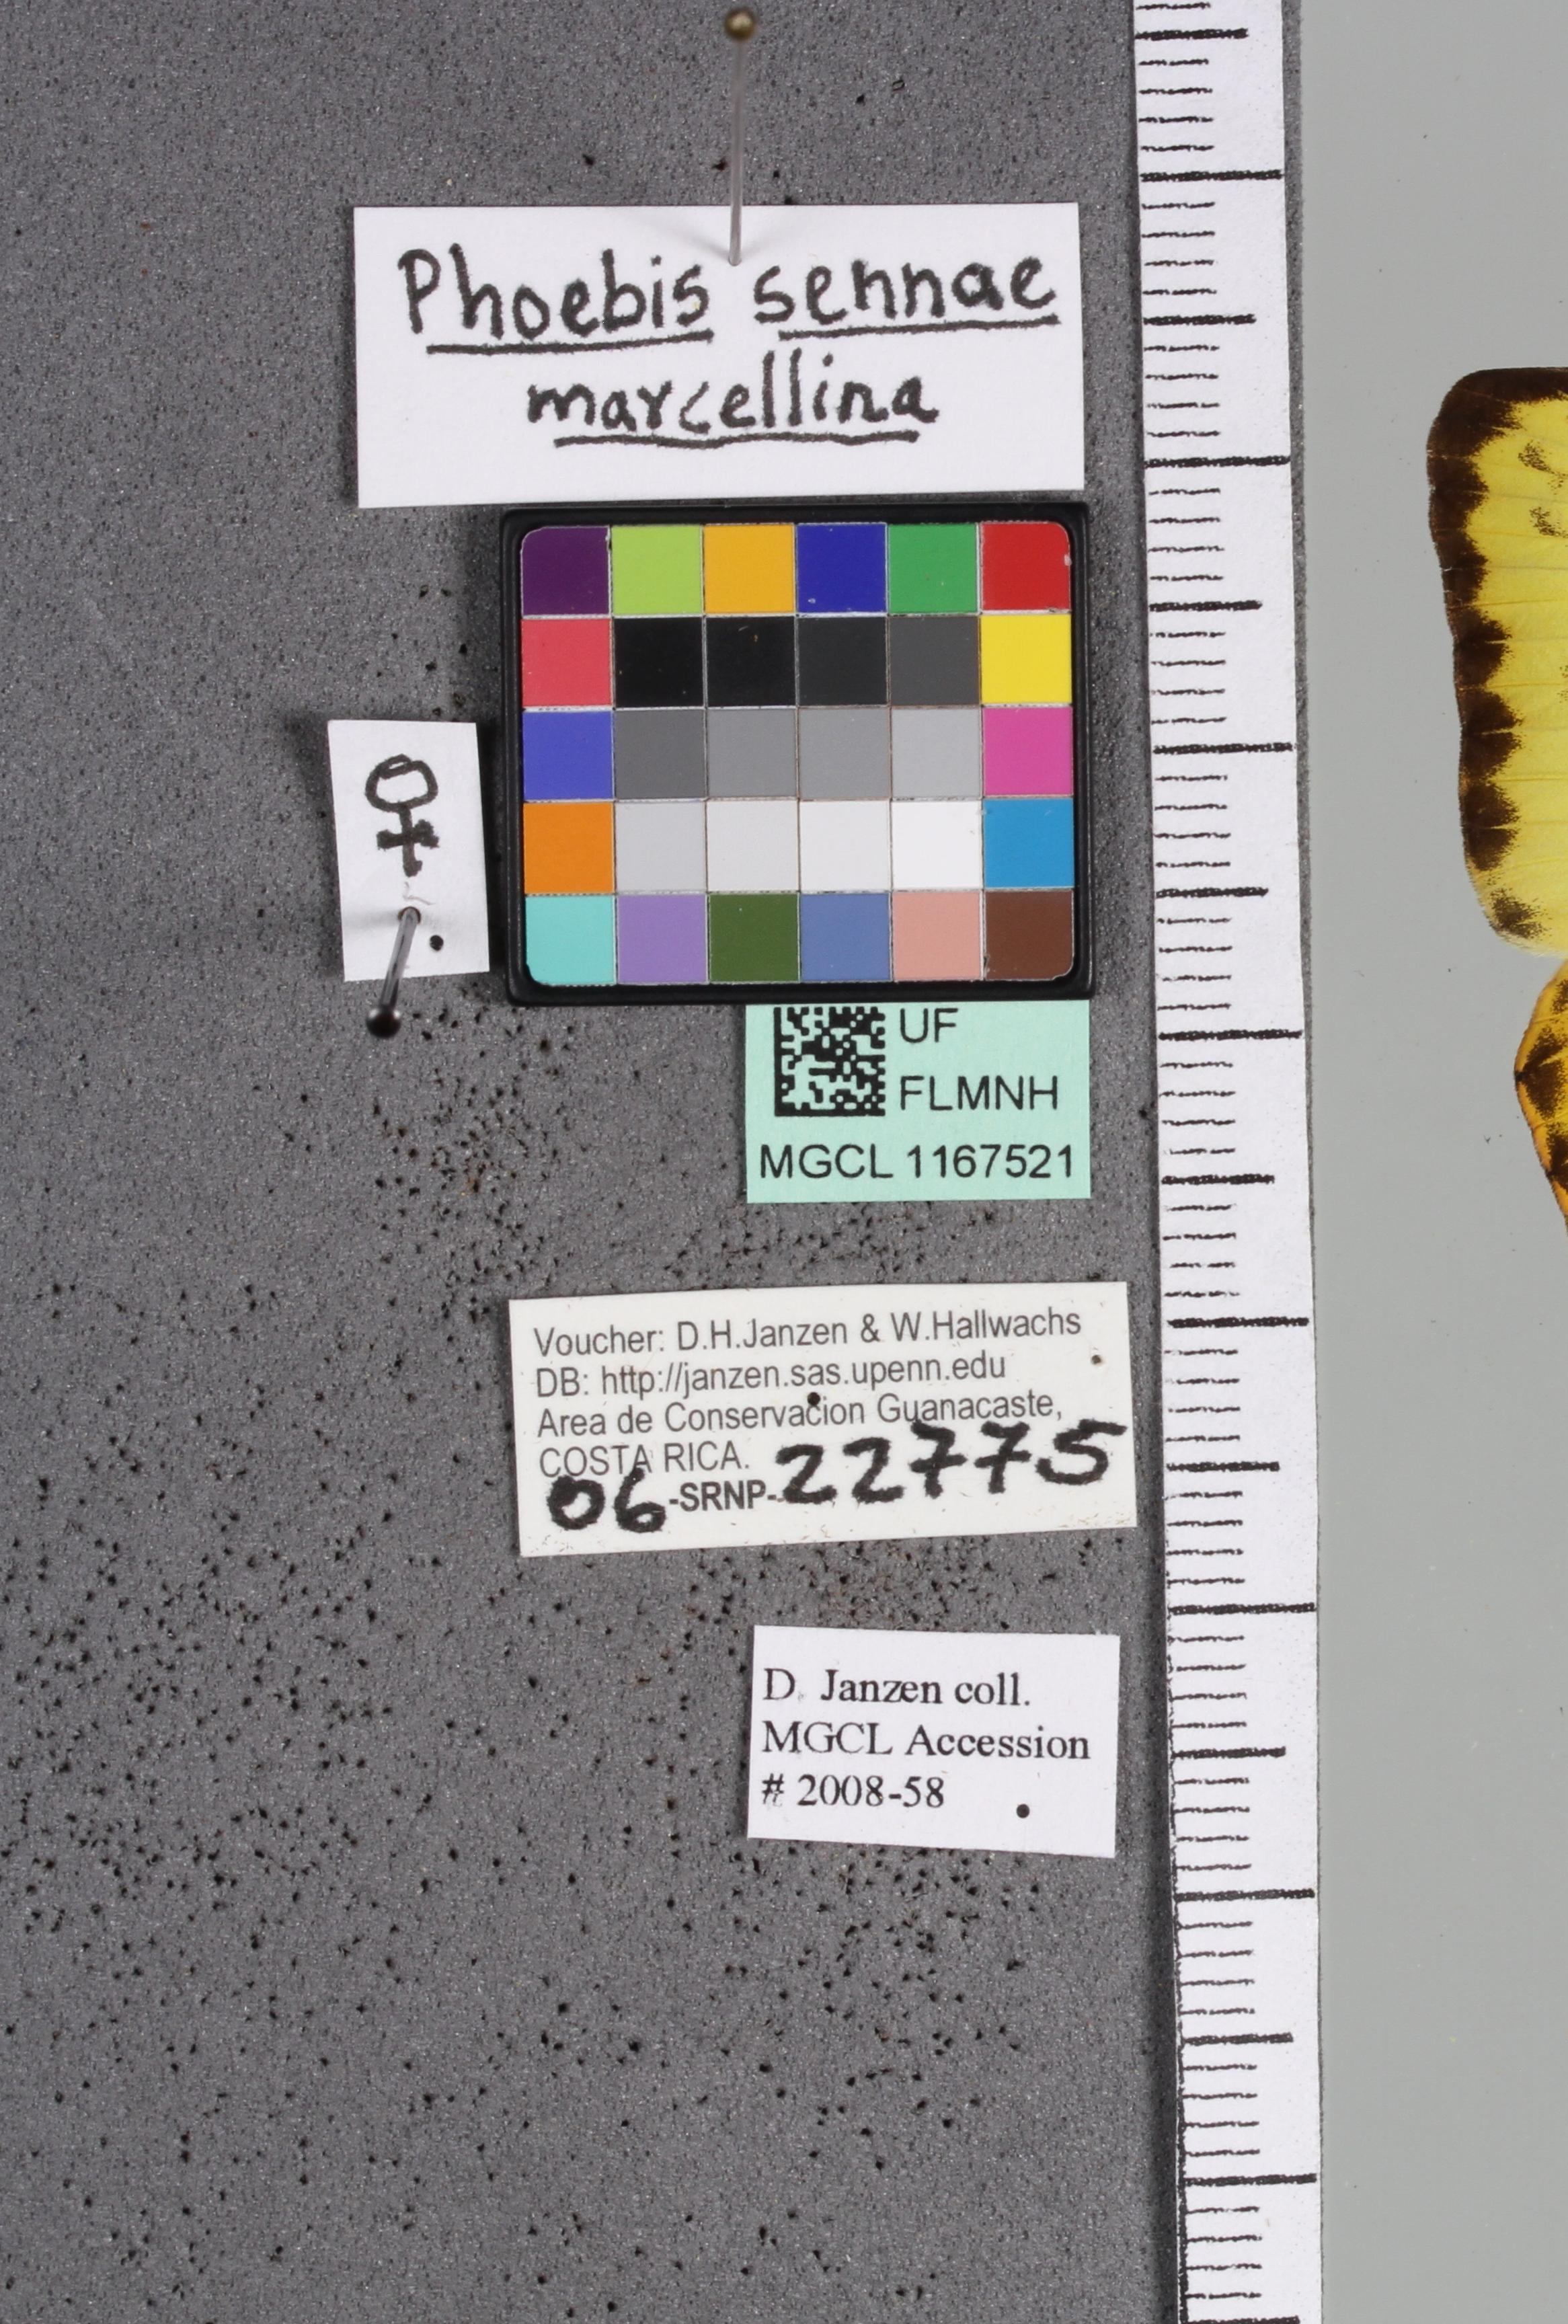 Phoebis sennae
marcellina
♀
UF
FLMNH
MGCL 1167521
Voucher: D.H.Janzen & W.Hallwachs
DB: http://janzen.sas.upenn.edu
Area de Conservacion Guanacaste,
COSTA RICA.
06-SRNP-22775
D. Janzen coll.
MGCL Accession
# 2008-58